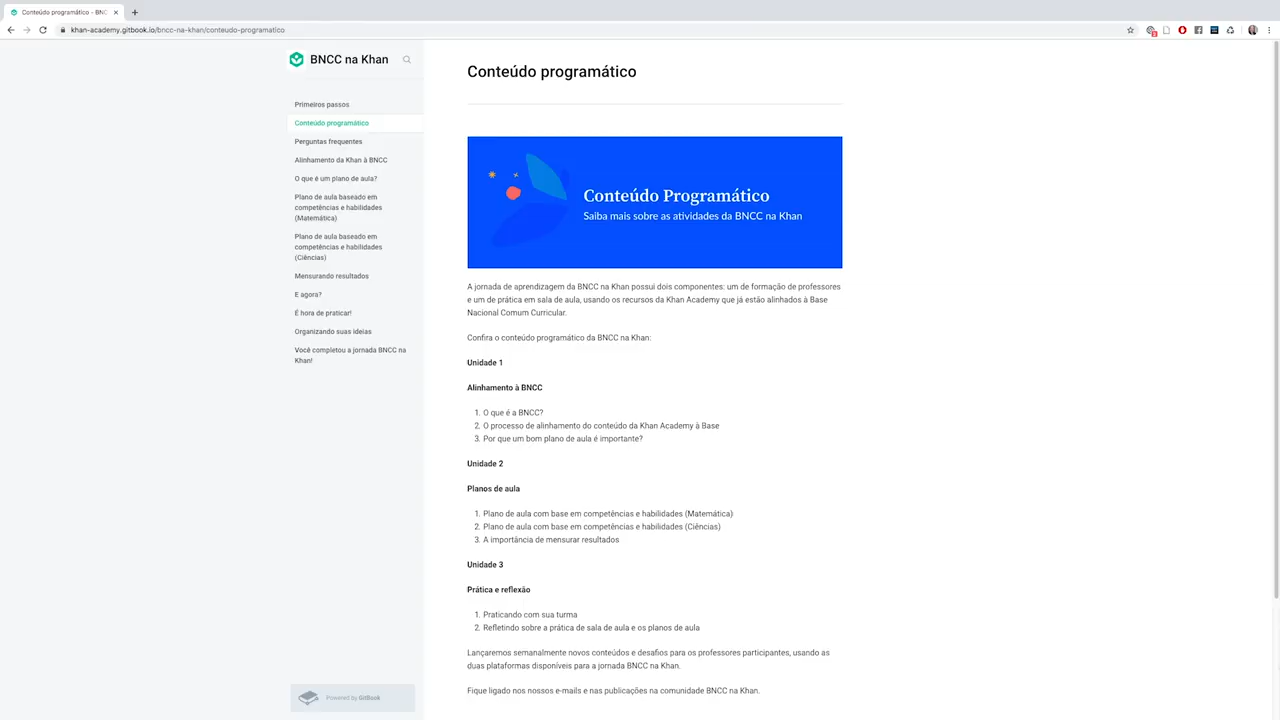 Conteúdo programático - BNC
khan-academy.gitbook.io/bncc-na-khan/conteudo-programatico
BNCC na Khan
Primeiros passos
Conteúdo programático
Perguntas frequentes
Alinhamento da Khan à BNCC
O que é um plano de aula?
Plano de aula baseado em
competências e habilidades
(Matemática)
Plano de aula baseado em
competências e habilidades
(Ciências)
Mensurando resultados
E agora?
É hora de praticar!
Organizando suas ideias
Você completou a jornada BNCC na
Khan!
Powered by GitBook
Conteúdo programático
Conteúdo Programático
Saiba mais sobre as atividades da BNCC na Khan
A jornada de aprendizagem da BNCC na Khan possui dois componentes: um de formação de professores
e um de prática em sala de aula, usando os recursos da Khan Academy que já estão alinhados à Base
Nacional Comum Curricular.
Confira o conteúdo programático da BNCC na Khan:
Unidade 1
Alinhamento à BNCC
1. O que é a BNCC?
2. O processo de alinhamento do conteúdo da Khan Academy à Base
3. Por que um bom plano de aula é importante?
Unidade 2
Planos de aula
1. Plano de aula com base em competências e habilidades (Matemática)
2. Plano de aula com base em competências e habilidades (Ciências)
3. A importância de mensurar resultados
Unidade 3
Prática e reflexão
1. Praticando com sua turma
2. Refletindo sobre a prática de sala de aula e os planos de aula
Lançaremos semanalmente novos conteúdos e desafios para os professores participantes, usando as
duas plataformas disponíveis para a jornada BNCC na Khan.
Fique ligado nos nossos e-mails e nas publicações na comunidade BNCC na Khan.